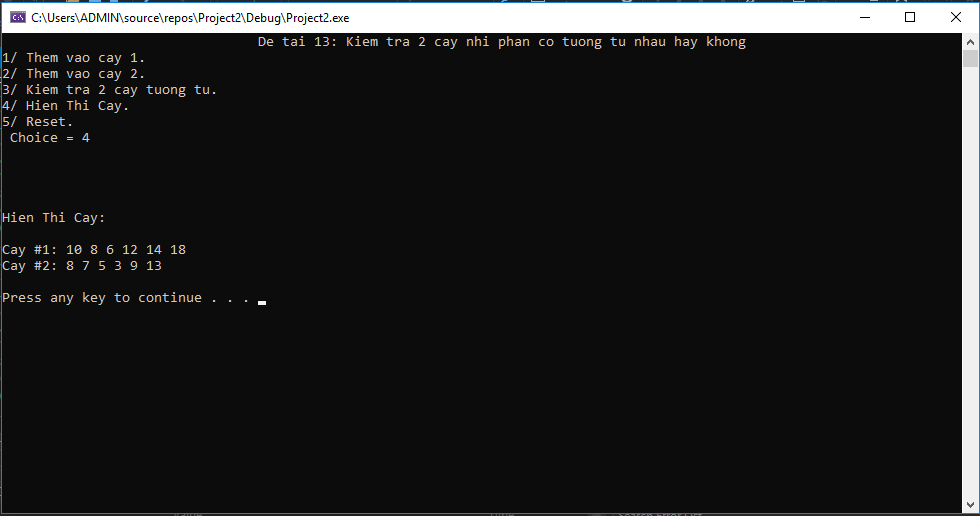 C:\Users\ADMIN\source\repos\Project2\Debug\Project2.exe
De tai 13: Kiem tra 2 cay nhi phan co tuong tu nhau hay khong
1/ Them vao cay 1.
2/ Them vao cay 2.
3/ Kiem tra 2 cay tuong tu.
4/ Hien Thi Cay.
5/ Reset.
Choice = 4
Hien Thi Cay:
Cay #1: 10 8 6 12 14 18
Cay #2: 8 7 5 3 9 13
Press any key to continue . . .